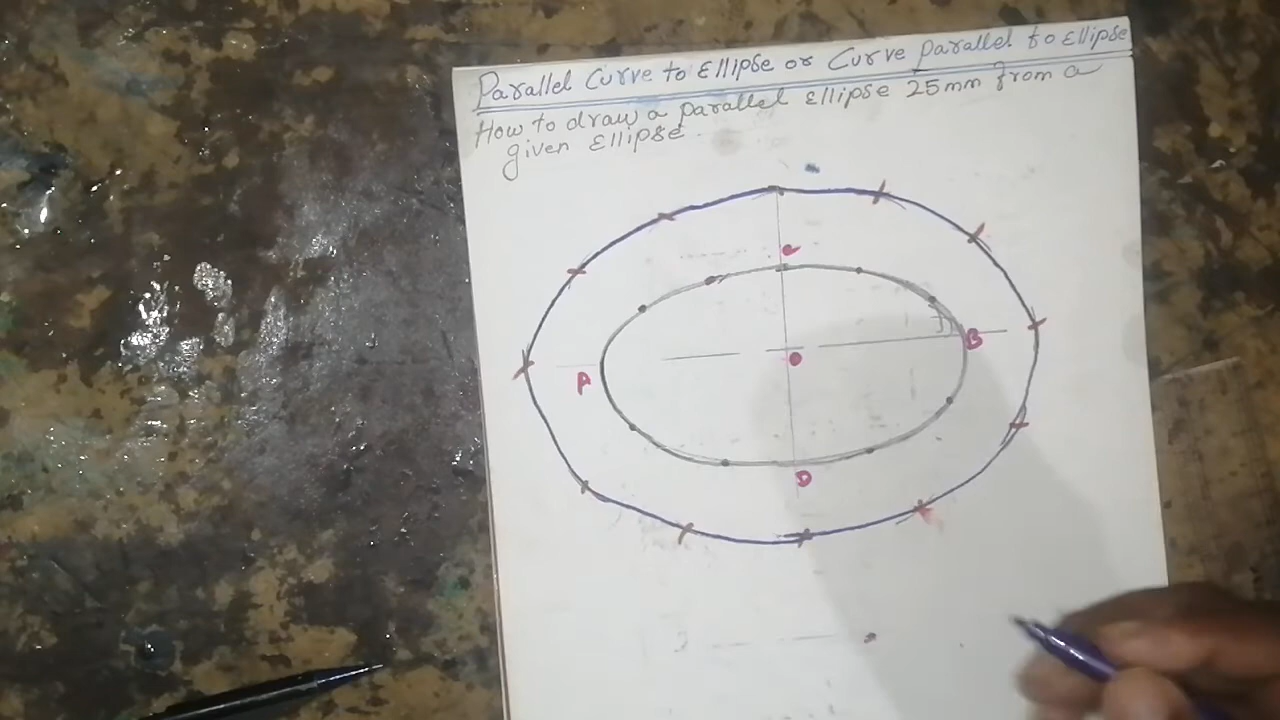 Parallel Curve to Ellipse or Curve parallel to Ellipse
How to draw a parallel Ellipse 25mm from a
given Ellipse
C
O
B
A
D